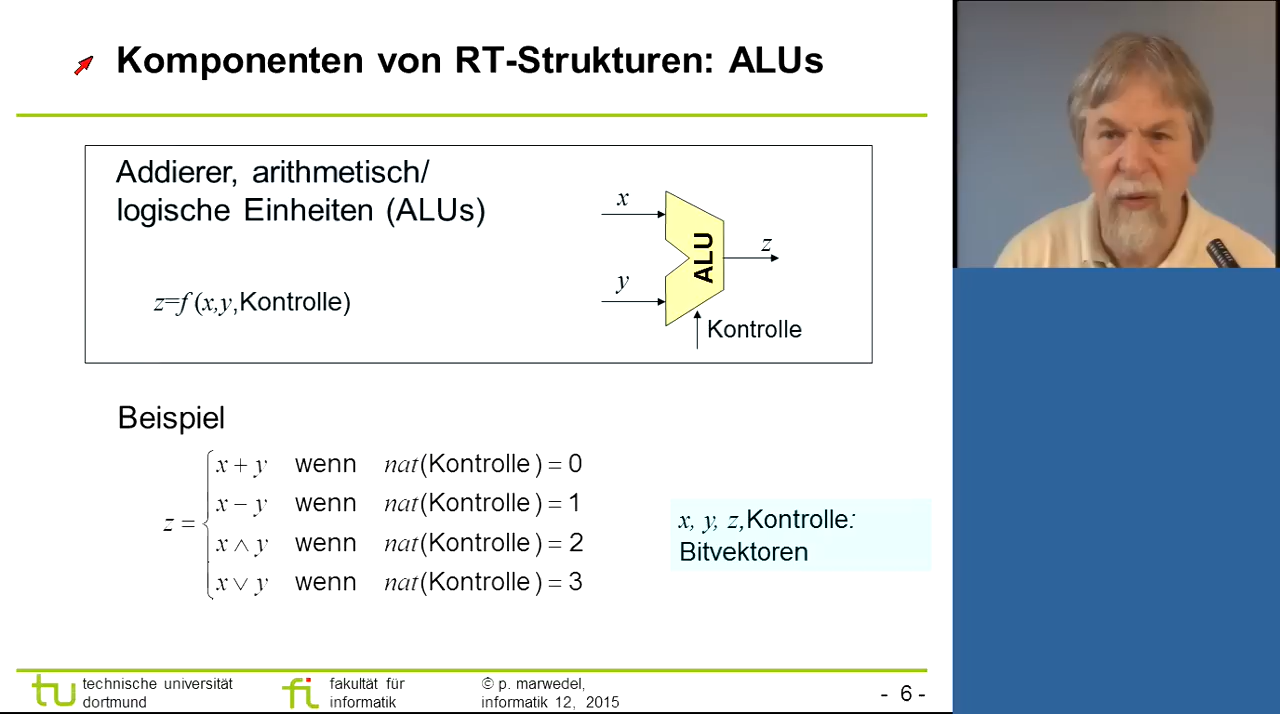 Komponenten von RT-Strukturen: ALUs
Addierer, arithmetisch/
logische Einheiten (ALUs)
z=f (x,y,Kontrolle)
x
y
ALU
z
Kontrolle
Beispiel
z =
x + y wenn nat(Kontrolle) = 0
x − y wenn nat(Kontrolle) = 1
x ∧ y wenn nat(Kontrolle) = 2
x ∨ y wenn nat(Kontrolle) = 3
x, y, z,Kontrolle:
Bitvektoren
tu technische universität
dortmund
fi fakultät für
informatik
© p. marwedel,
informatik 12, 2015
- 6 -